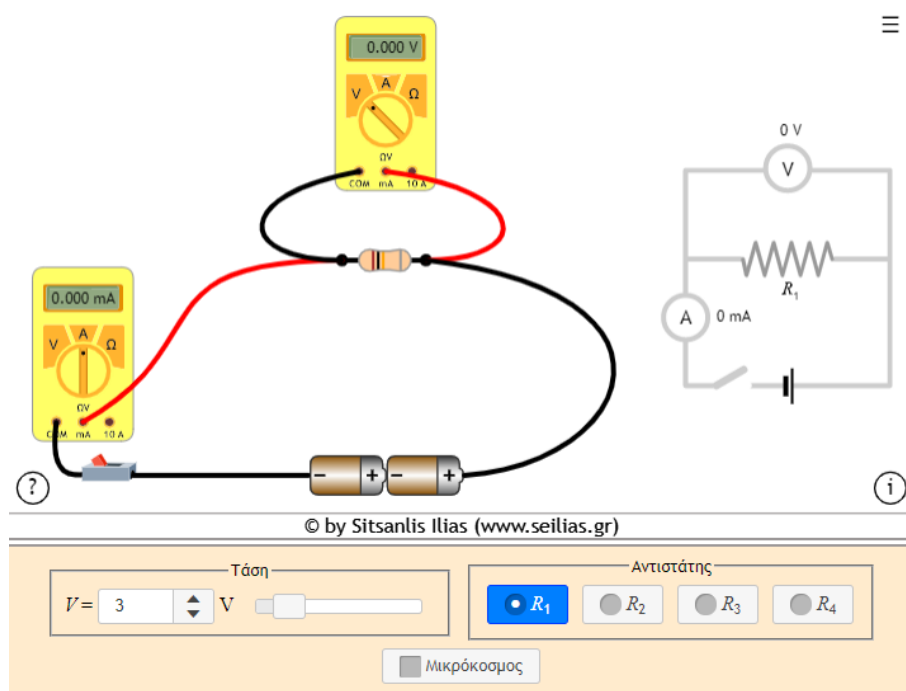 0.000 V
☰
V A Ω
ΩV
COM mA 10 A
0.000 mA
V A Ω
ΩV
COM mA 10 A
0 V
V
R₁
A 0 mA
− + − +
?
i
© by Sitsanlis Ilias (www.seilias.gr)
Τάση
V = 3 V
Αντιστάτης
R₁ R₂ R₃ R₄
Μικρόκοσμος